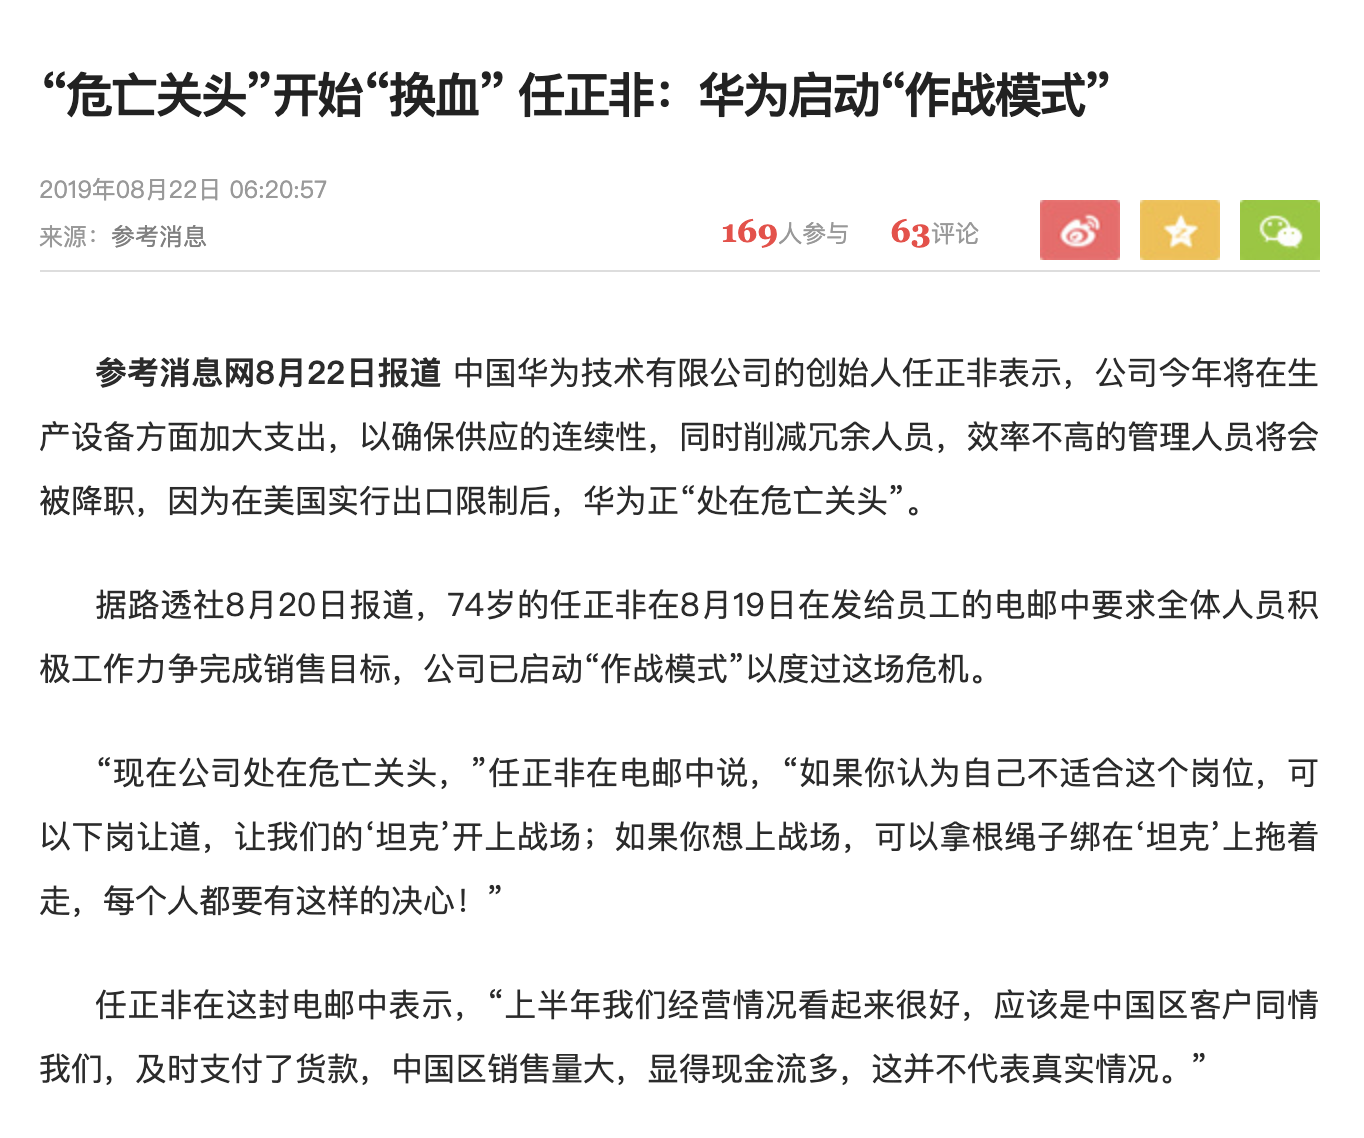 “危亡关头”开始“换血” 任正非：华为启动“作战模式”
2019年08月22日 06:20:57
来源：参考消息
169人参与 63评论
参考消息网8月22日报道 中国华为技术有限公司的创始人任正非表示，公司今年将在生
产设备方面加大支出，以确保供应的连续性，同时削减冗余人员，效率不高的管理人员将会
被降职，因为在美国实行出口限制后，华为正“处在危亡关头”。
据路透社8月20日报道，74岁的任正非在8月19日在发给员工的电邮中要求全体人员积
极工作力争完成销售目标，公司已启动“作战模式”以度过这场危机。
“现在公司处在危亡关头，”任正非在电邮中说，“如果你认为自己不适合这个岗位，可
以下岗让道，让我们的‘坦克’开上战场；如果你想上战场，可以拿根绳子绑在‘坦克’上拖着
走，每个人都要有这样的决心！”
任正非在这封电邮中表示，“上半年我们经营情况看起来很好，应该是中国区客户同情
我们，及时支付了货款，中国区销售量大，显得现金流多，这并不代表真实情况。”